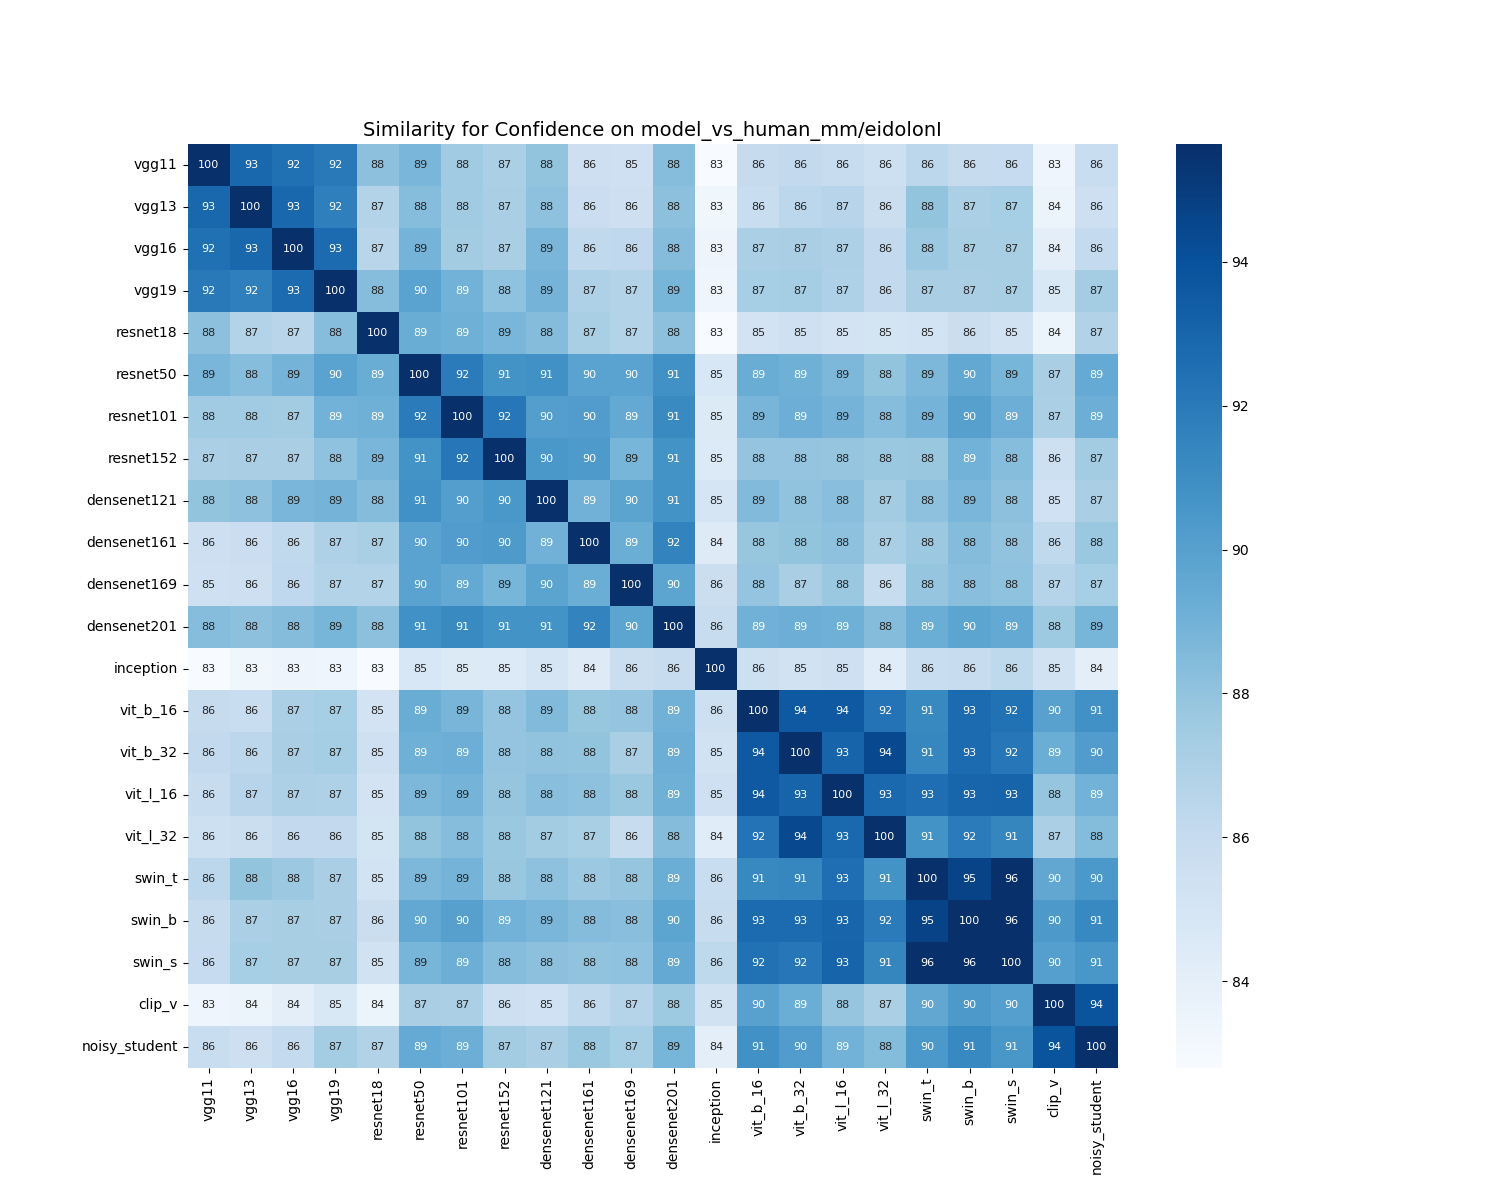 Similarity for Confidence on model_vs_human_mm/eidolonI
vgg11 100 93 92 92 88 89 88 87 88 86 85 88 83 86 86 86 86 86 86 86 83 86
vgg13 93 100 93 92 87 88 88 87 88 86 86 88 83 86 86 87 86 88 87 87 84 86
vgg16 92 93 100 93 87 89 87 87 89 86 86 88 83 87 87 87 86 88 87 87 84 86
vgg19 92 92 93 100 88 90 89 88 89 87 87 89 83 87 87 87 86 87 87 87 85 87
resnet18 88 87 87 88 100 89 89 89 88 87 87 88 83 85 85 85 85 85 86 85 84 87
resnet50 89 88 89 90 89 100 92 91 91 90 90 91 85 89 89 89 88 89 90 89 87 89
resnet101 88 88 87 89 89 92 100 92 90 90 89 91 85 89 89 89 88 89 90 89 87 89
resnet152 87 87 87 88 89 91 92 100 90 90 89 91 85 88 88 88 88 88 89 88 86 87
densenet121 88 88 89 89 88 91 90 90 100 89 90 91 85 89 88 88 87 88 89 88 85 87
densenet161 86 86 86 87 87 90 90 90 89 100 89 92 84 88 88 88 87 88 88 88 86 88
densenet169 85 86 86 87 87 90 89 89 90 89 100 90 86 88 87 88 86 88 88 88 87 87
densenet201 88 88 88 89 88 91 91 91 91 92 90 100 86 89 89 89 88 89 90 89 88 89
inception 83 83 83 83 83 85 85 85 85 84 86 86 100 86 85 85 84 86 86 86 85 84
vit_b_16 86 86 87 87 85 89 89 88 89 88 88 89 86 100 94 94 92 91 93 92 90 91
vit_b_32 86 86 87 87 85 89 89 88 88 88 87 89 85 94 100 93 94 91 93 92 89 90
vit_l_16 86 87 87 87 85 89 89 88 88 88 88 89 85 94 93 100 93 93 93 93 88 89
vit_l_32 86 86 86 86 85 88 88 88 87 87 86 88 84 92 94 93 100 91 92 91 87 88
swin_t 86 88 88 87 85 89 89 88 88 88 88 89 86 91 91 93 91 100 95 96 90 90
swin_b 86 87 87 87 86 90 90 89 89 88 88 90 86 93 93 93 92 95 100 96 90 91
swin_s 86 87 87 87 85 89 89 88 88 88 88 89 86 92 92 93 91 96 96 100 90 91
clip_v 83 84 84 85 84 87 87 86 85 86 87 88 85 90 89 88 87 90 90 90 100 94
noisy_student 86 86 86 87 87 89 89 87 87 88 87 89 84 91 90 89 88 90 91 91 94 100
vgg11 vgg13 vgg16 vgg19 resnet18 resnet50 resnet101 resnet152 densenet121 densenet161 densenet169 densenet201 inception vit_b_16 vit_b_32 vit_l_16 vit_l_32 swin_t swin_b swin_s clip_v noisy_student
94
92
90
88
86
84